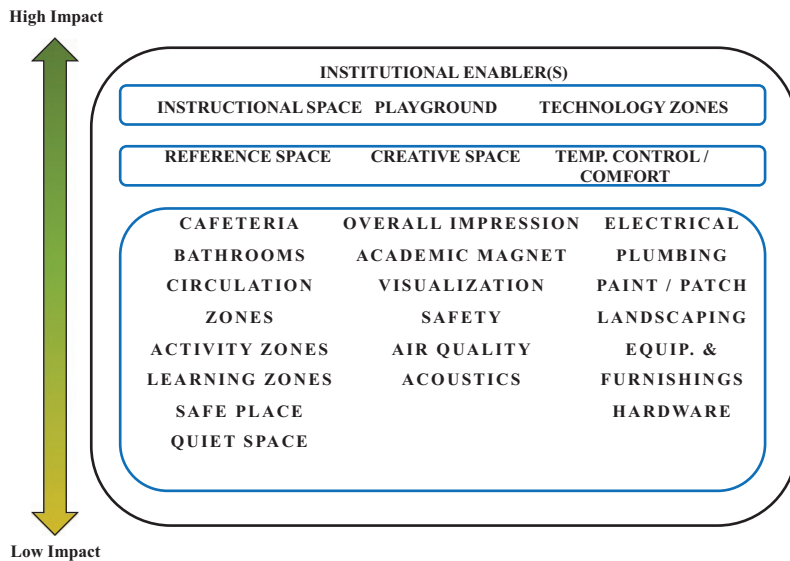 High Impact
INSTITUTIONAL ENABLER(S)
INSTRUCTIONAL SPACE PLAYGROUND TECHNOLOGY ZONES
REFERENCE SPACE CREATIVE SPACE TEMP. CONTROL /
COMFORT
CAFETERIA OVERALL IMPRESSION ELECTRICAL
BATHROOMS ACADEMIC MAGNET PLUMBING
CIRCULATION VISUALIZATION PAINT / PATCH
ZONES SAFETY LANDSCAPING
ACTIVITY ZONES AIR QUALITY EQUIP. &
LEARNING ZONES ACOUSTICS FURNISHINGS
SAFE PLACE HARDWARE
QUIET SPACE
Low Impact